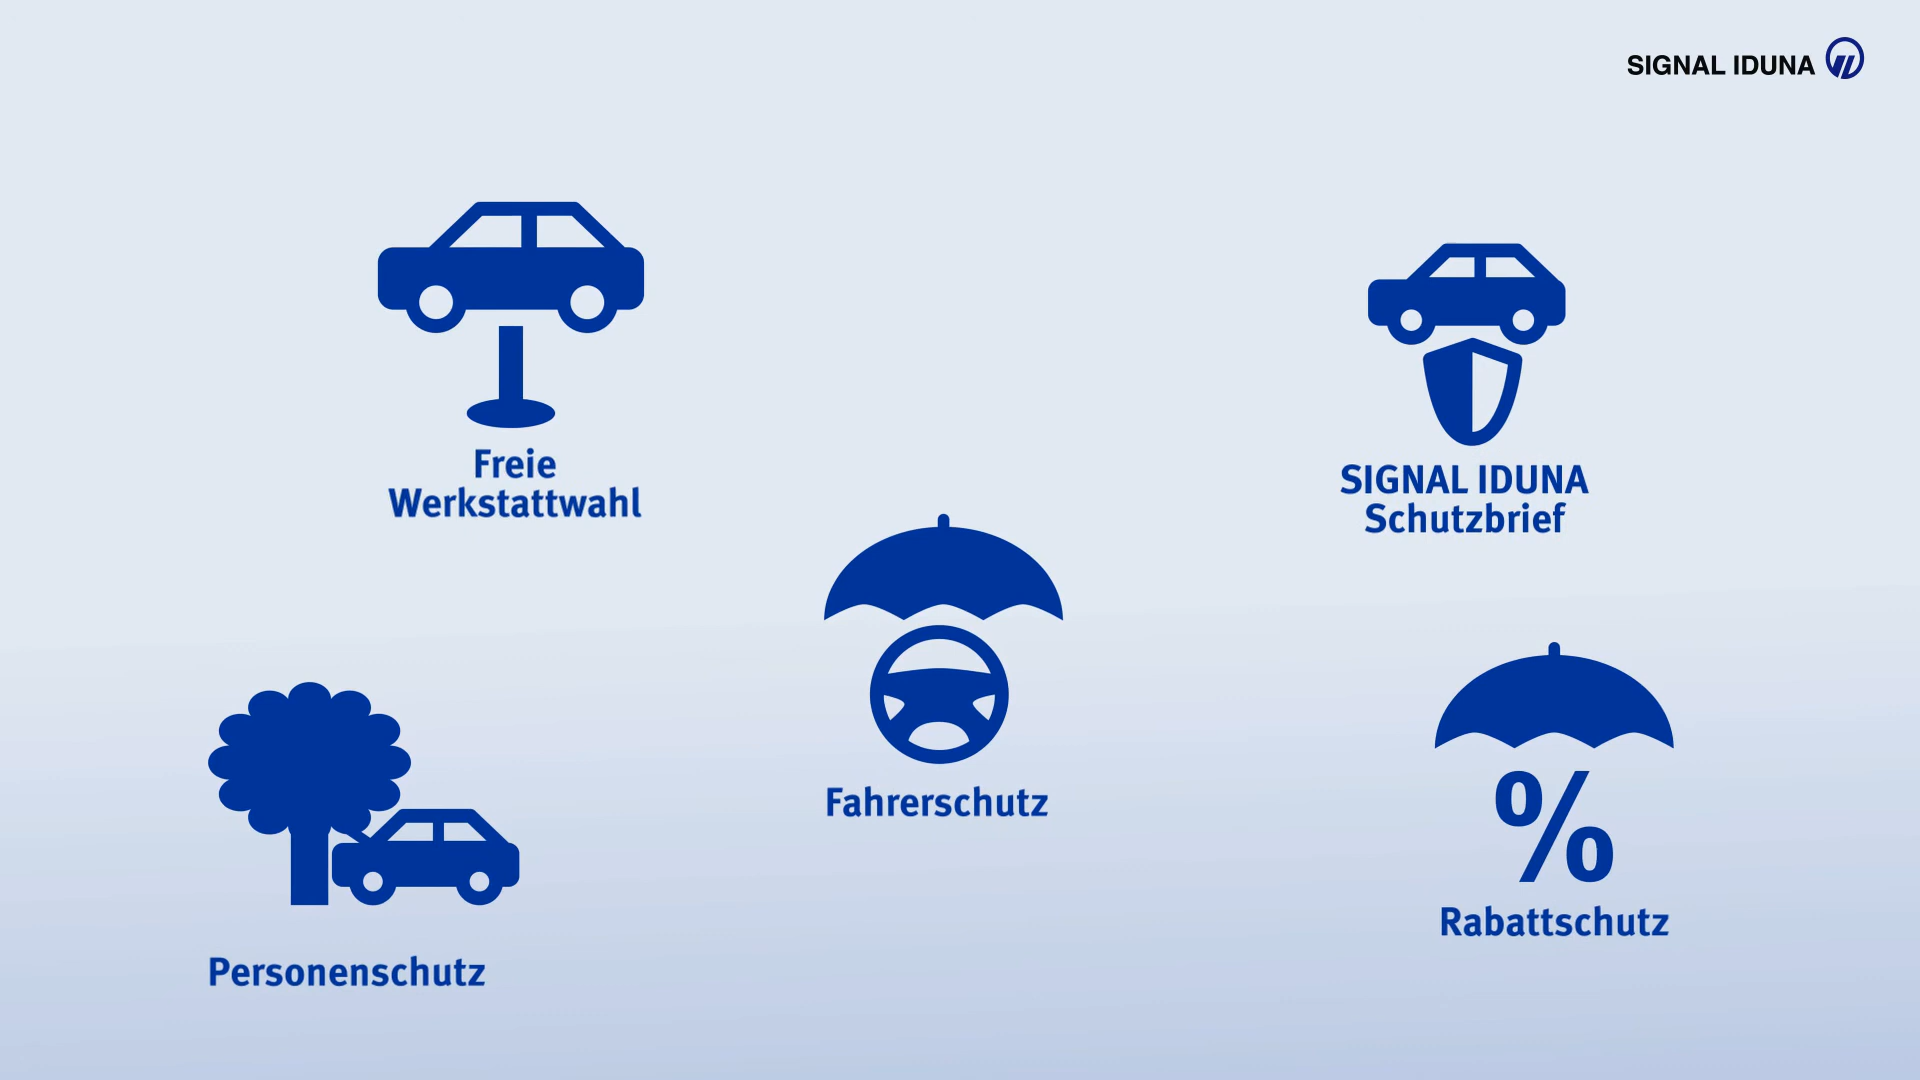 SIGNAL IDUNA
Freie
Werkstattwahl
SIGNAL IDUNA
Schutzbrief
Fahrerschutz
%
Rabattschutz
Personenschutz